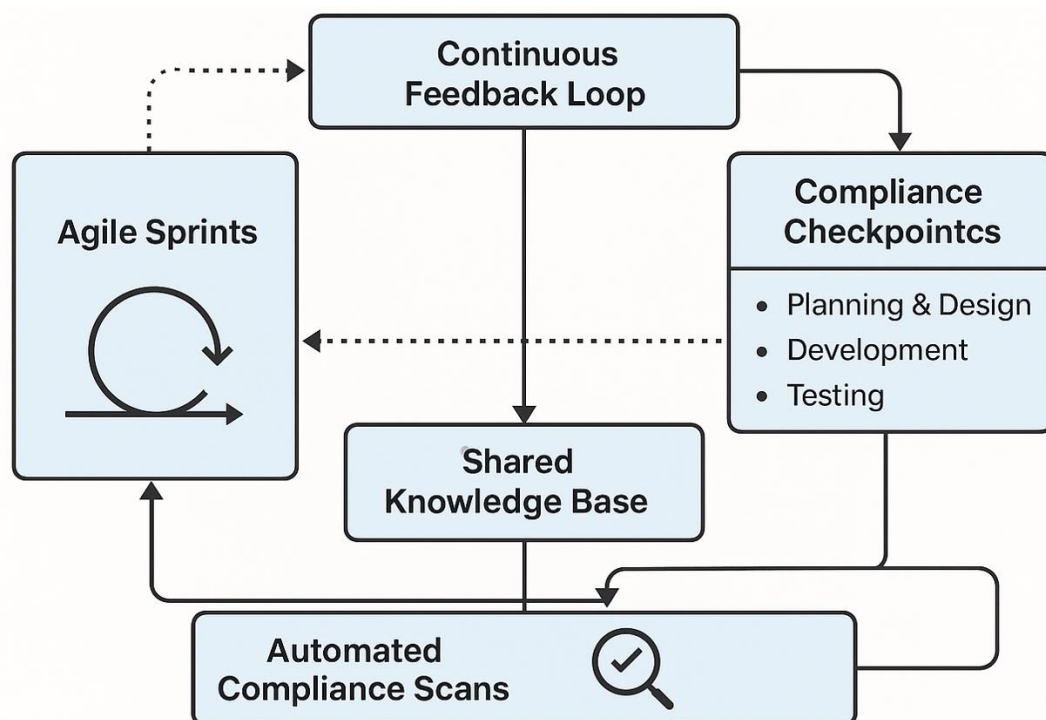 Continuous
Feedback Loop
Agile Sprints
Compliance
Checkpointcs
• Planning & Design
• Development
• Testing
Shared
Knowledge Base
Automated
Compliance Scans